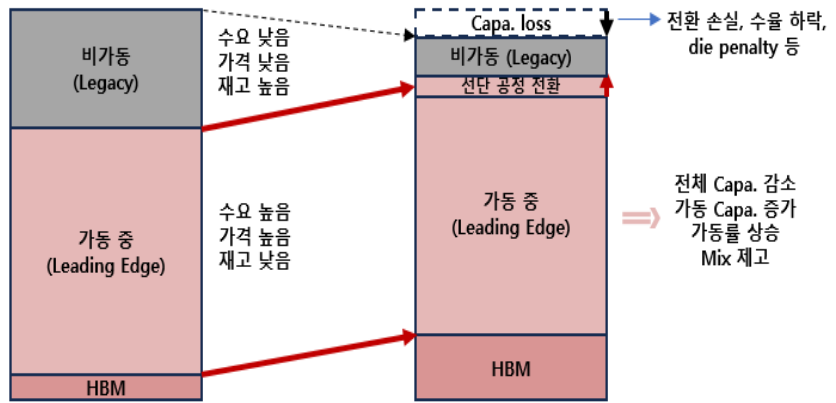 비가동
(Legacy)
수요 낮음
가격 낮음
재고 높음
가동 중
(Leading Edge)
수요 높음
가격 높음
재고 낮음
HBM
Capa. loss
비가동 (Legacy)
선단 공정 전환
가동 중
(Leading Edge)
HBM
전환 손실, 수율 하락,
die penalty 등
전체 Capa. 감소
가동 Capa. 증가
가동률 상승
Mix 제고